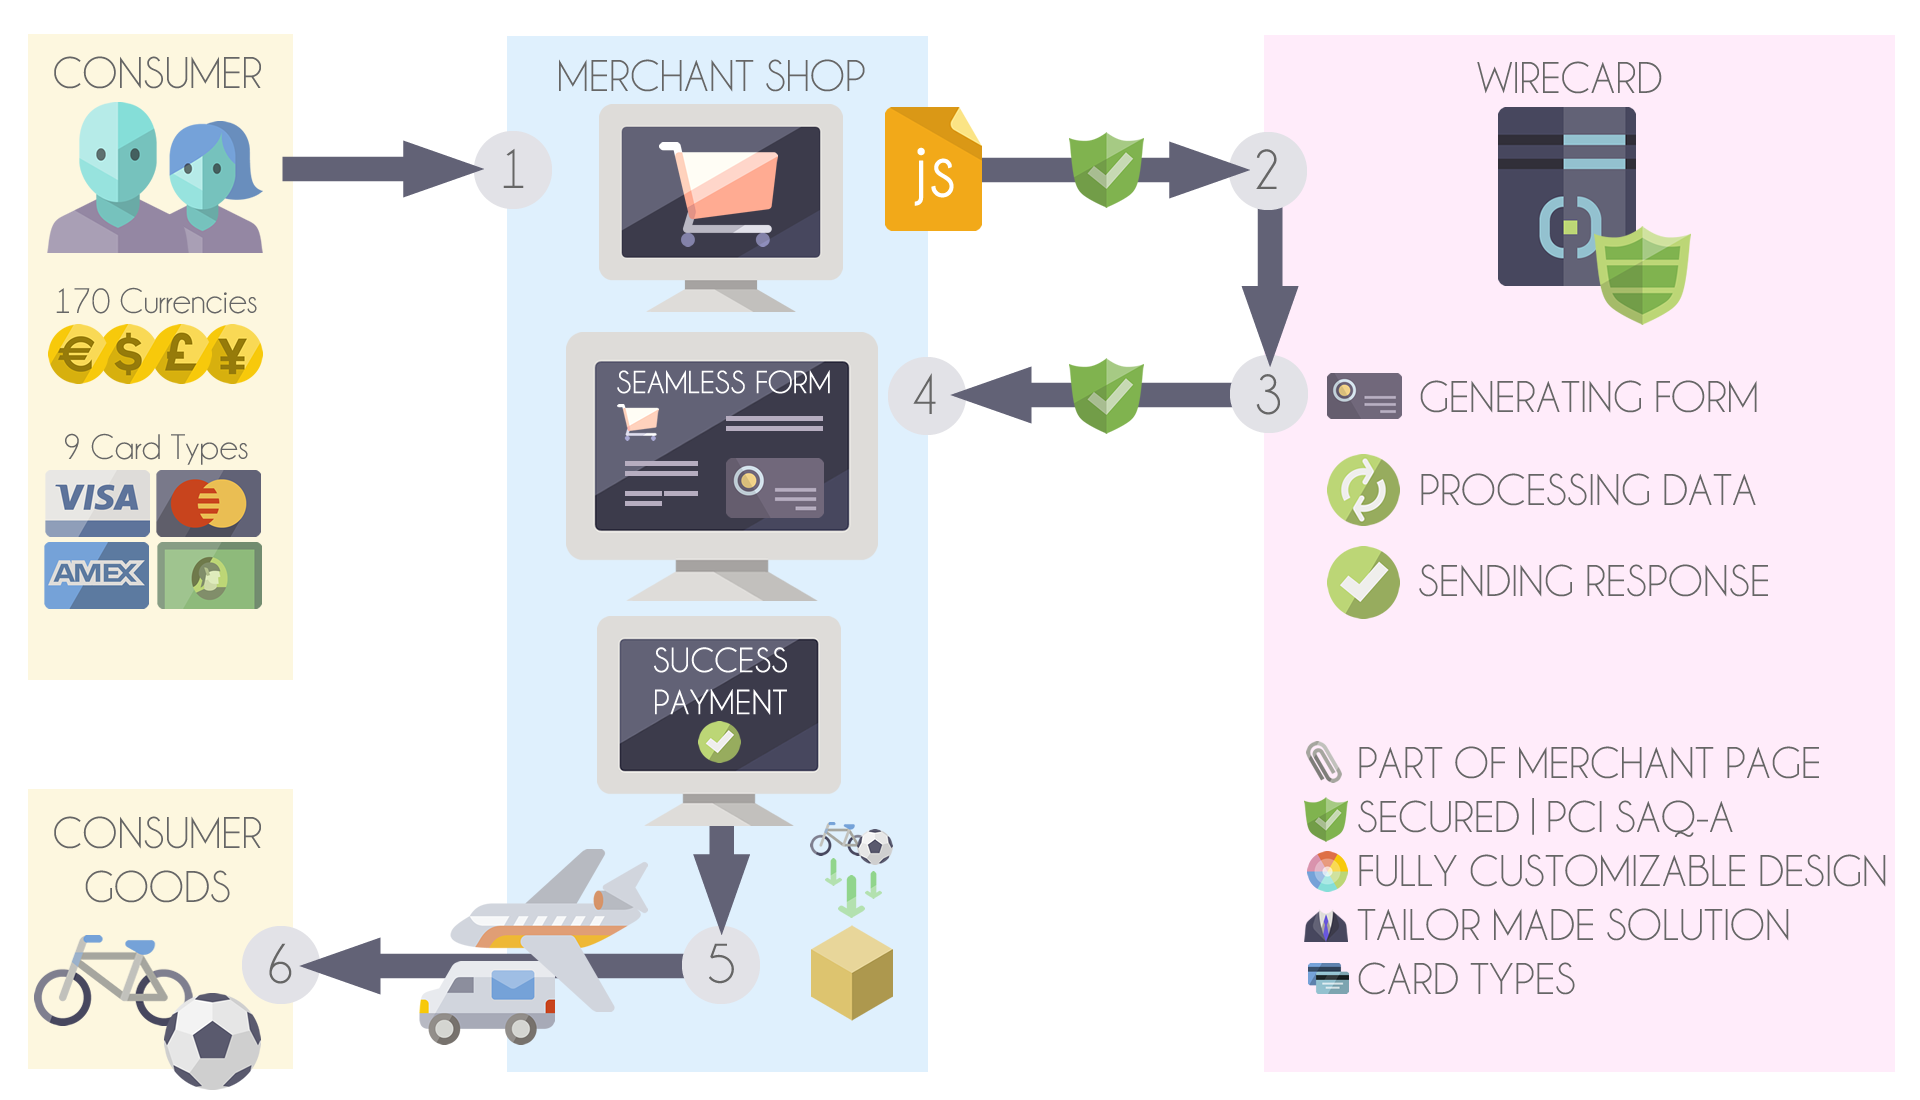 CONSUMER
170 Currencies
€ $ £ ¥
9 Card Types
VISA
AMEX
1
MERCHANT SHOP
js
SEAMLESS FORM
SUCCESS
PAYMENT
2
3
4
WIRECARD
GENERATING FORM
PROCESSING DATA
SENDING RESPONSE
PART OF MERCHANT PAGE
SECURED | PCI SAQ-A
FULLY CUSTOMIZABLE DESIGN
TAILOR MADE SOLUTION
CARD TYPES
5
6
CONSUMER
GOODS